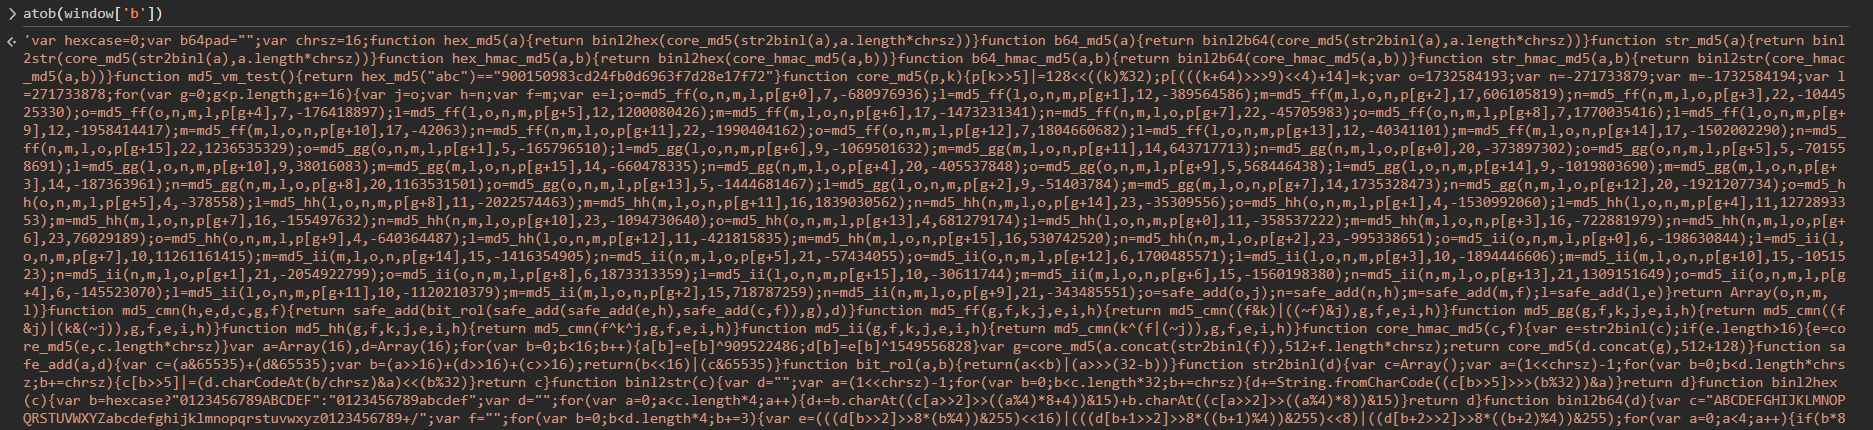 atob(window['b'])
'var hexcase=0;var b64pad="";var chrsz=16;function hex_md5(a){return binl2hex(core_md5(str2binl(a),a.length*chrsz))}function b64_md5(a){return binl2b64(core_md5(str2binl(a),a.length*chrsz))}function str_md5(a){return binl
2str(core_md5(str2binl(a),a.length*chrsz))}function hex_hmac_md5(a,b){return binl2hex(core_hmac_md5(a,b))}function b64_hmac_md5(a,b){return binl2b64(core_hmac_md5(a,b))}function str_hmac_md5(a,b){return binl2str(core_hmac
_md5(a,b))}function md5_vm_test(){return hex_md5("abc")=="900150983cd24fb0d6963f7d28e17f72"}function core_md5(p,k){p[k>>5]|=128<<((k)%32);p[(((k+64)>>>9)<<4)+14]=k;var o=1732584193;var n=-271733879;var m=-1732584194;var l
=271733878;for(var g=0;g<p.length;g+=16){var j=o;var h=n;var f=m;var e=l;o=md5_ff(o,n,m,l,p[g+0],7,-680976936);l=md5_ff(l,o,n,m,p[g+1],12,-389564586);m=md5_ff(m,l,o,n,p[g+2],17,606105819);n=md5_ff(n,m,l,o,p[g+3],22,-1044
525330);o=md5_ff(o,n,m,l,p[g+4],7,-176418897);l=md5_ff(l,o,n,m,p[g+5],12,1200080426);m=md5_ff(m,l,o,n,p[g+6],17,-1473231341);n=md5_ff(n,m,l,o,p[g+7],22,-45705983);o=md5_ff(o,n,m,l,p[g+8],7,1770035416);l=md5_ff(l,o,n,m,p[g+
9],12,-1958414417);m=md5_ff(m,l,o,n,p[g+10],17,-42063);n=md5_ff(n,m,l,o,p[g+11],22,-1990404162);o=md5_ff(o,n,m,l,p[g+12],7,1804660682);l=md5_ff(l,o,n,m,p[g+13],12,-40341101);m=md5_ff(m,l,o,n,p[g+14],17,-1502002290);n=md5_
ff(n,m,l,o,p[g+15],22,1236535329);o=md5_gg(o,n,m,l,p[g+1],5,-165796510);l=md5_gg(l,o,n,m,p[g+6],9,-1069501632);m=md5_gg(m,l,o,n,p[g+11],14,643717713);n=md5_gg(n,m,l,o,p[g+0],20,-373897302);o=md5_gg(o,n,m,l,p[g+5],5,-70155
8691);l=md5_gg(l,o,n,m,p[g+10],9,38016083);m=md5_gg(m,l,o,n,p[g+15],14,-660478335);n=md5_gg(n,m,l,o,p[g+4],20,-405537848);o=md5_gg(o,n,m,l,p[g+9],5,568446438);l=md5_gg(l,o,n,m,p[g+14],9,-1019803690);m=md5_gg(m,l,o,n,p[g+
3],14,-187363961);n=md5_gg(n,m,l,o,p[g+8],20,1163531501);o=md5_gg(o,n,m,l,p[g+13],5,-1444681467);l=md5_gg(l,o,n,m,p[g+2],9,-51403784);m=md5_gg(m,l,o,n,p[g+7],14,1735328473);n=md5_gg(n,m,l,o,p[g+12],20,-1921207734);o=md5_h
h(o,n,m,l,p[g+5],4,-378558);l=md5_hh(l,o,n,m,p[g+8],11,-2022574463);m=md5_hh(m,l,o,n,p[g+11],16,1839030562);n=md5_hh(n,m,l,o,p[g+14],23,-35309556);o=md5_hh(o,n,m,l,p[g+1],4,-1530992060);l=md5_hh(l,o,n,m,p[g+4],11,12728933
53);m=md5_hh(m,l,o,n,p[g+7],16,-155497632);n=md5_hh(n,m,l,o,p[g+10],23,-1094730640);o=md5_hh(o,n,m,l,p[g+13],4,681279174);l=md5_hh(l,o,n,m,p[g+0],11,-358537222);m=md5_hh(m,l,o,n,p[g+3],16,-722881979);n=md5_hh(n,m,l,o,p[g+
6],23,76029189);o=md5_hh(o,n,m,l,p[g+9],4,-640364487);l=md5_hh(l,o,n,m,p[g+12],11,-421815835);m=md5_hh(m,l,o,n,p[g+15],16,530742520);n=md5_hh(n,m,l,o,p[g+2],23,-995338651);o=md5_ii(o,n,m,l,p[g+0],6,-198630844);l=md5_ii(l,
o,n,m,p[g+7],10,11261161415);m=md5_ii(m,l,o,n,p[g+14],15,-1416354905);n=md5_ii(n,m,l,o,p[g+5],21,-57434055);o=md5_ii(o,n,m,l,p[g+12],6,1700485571);l=md5_ii(l,o,n,m,p[g+3],10,-1894446606);m=md5_ii(m,l,o,n,p[g+10],15,-10515
23);n=md5_ii(n,m,l,o,p[g+1],21,-2054922799);o=md5_ii(o,n,m,l,p[g+8],6,1873313359);l=md5_ii(l,o,n,m,p[g+15],10,-30611744);m=md5_ii(m,l,o,n,p[g+6],15,-1560198380);n=md5_ii(n,m,l,o,p[g+13],21,1309151649);o=md5_ii(o,n,m,l,p[g
+4],6,-145523070);l=md5_ii(l,o,n,m,p[g+11],10,-1120210379);m=md5_ii(m,l,o,n,p[g+2],15,718787259);n=md5_ii(n,m,l,o,p[g+9],21,-343485551);o=safe_add(o,j);n=safe_add(n,h);m=safe_add(m,f);l=safe_add(l,e)}return Array(o,n,m,
l)}function md5_cmn(h,e,d,c,g,f){return safe_add(bit_rol(safe_add(safe_add(e,h),safe_add(c,f)),g),d)}function md5_ff(g,f,k,j,e,i,h){return md5_cmn((f&k)|((~f)&j),g,f,e,i,h)}function md5_gg(g,f,k,j,e,i,h){return md5_cmn((f
&j)|(k&(~j)),g,f,e,i,h)}function md5_hh(g,f,k,j,e,i,h){return md5_cmn(f^k^j,g,f,e,i,h)}function md5_ii(g,f,k,j,e,i,h){return md5_cmn(k^(f|(~j)),g,f,e,i,h)}function core_hmac_md5(c,f){var e=str2binl(c);if(e.length>16){e=co
re_md5(e,c.length*chrsz)}var a=Array(16),d=Array(16);for(var b=0;b<16;b++){a[b]=e[b]^909522486;d[b]=e[b]^1549556828}var g=core_md5(a.concat(str2binl(f)),512+f.length*chrsz);return core_md5(d.concat(g),512+128)}function sa
fe_add(a,d){var c=(a&65535)+(d&65535);var b=(a>>16)+(d>>16)+(c>>16);return(b<<16)|(c&65535)}function bit_rol(a,b){return(a<<b)|(a>>>(32-b))}function str2binl(d){var c=Array();var a=(1<<chrsz)-1;for(var b=0;b<d.length*chrs
z;b+=chrsz){c[b>>5]|=(d.charCodeAt(b/chrsz)&a)<<(b%32)}return c}function binl2str(c){var d="";var a=(1<<chrsz)-1;for(var b=0;b<c.length*32;b+=chrsz){d+=String.fromCharCode((c[b>>5]>>>(b%32))&a)}return d}function binl2hex
(c){var b=hexcase?"0123456789ABCDEF":"0123456789abcdef";var d="";for(var a=0;a<c.length*4;a++){d+=b.charAt((c[a>>2]>>((a%4)*8+4))&15)+b.charAt((c[a>>2]>>((a%4)*8))&15)}return d}function binl2b64(d){var c="ABCDEFGHIJKLMNOP
QRSTUVWXYZabcdefghijklmnopqrstuvwxyz0123456789+/";var f="";for(var b=0;b<d.length*4;b+=3){var e=(((d[b>>2]>>8*(b%4))&255)<<16)|(((d[b+1>>2]>>8*((b+1)%4))&255)<<8)|((d[b+2>>2]>>8*((b+2)%4))&255);for(var a=0;a<4;a++){if(b*8